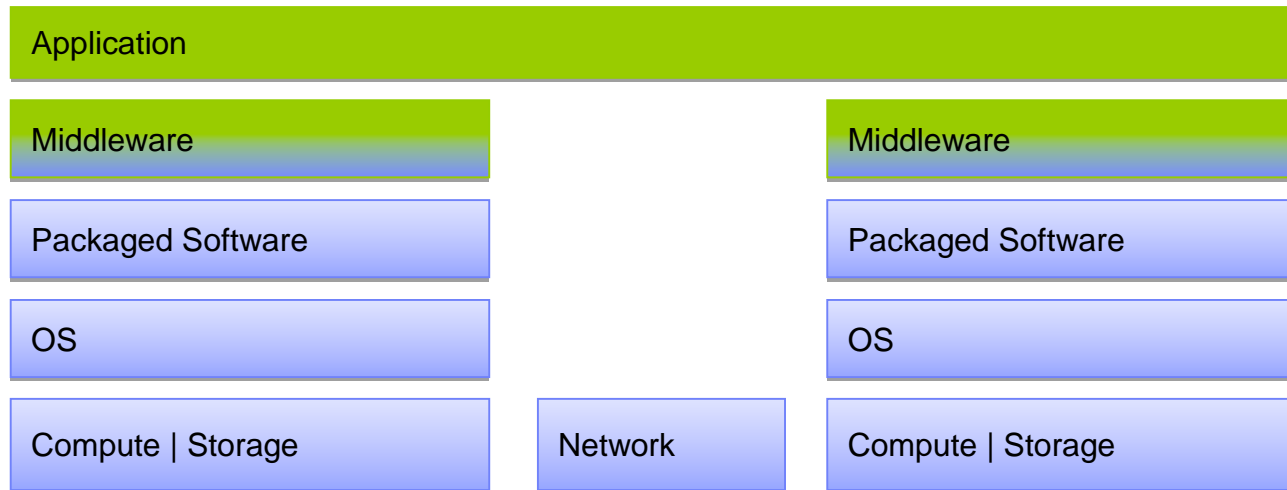 Application
Middleware
Middleware
Packaged Software
Packaged Software
OS
OS
Compute | Storage
Network
Compute | Storage